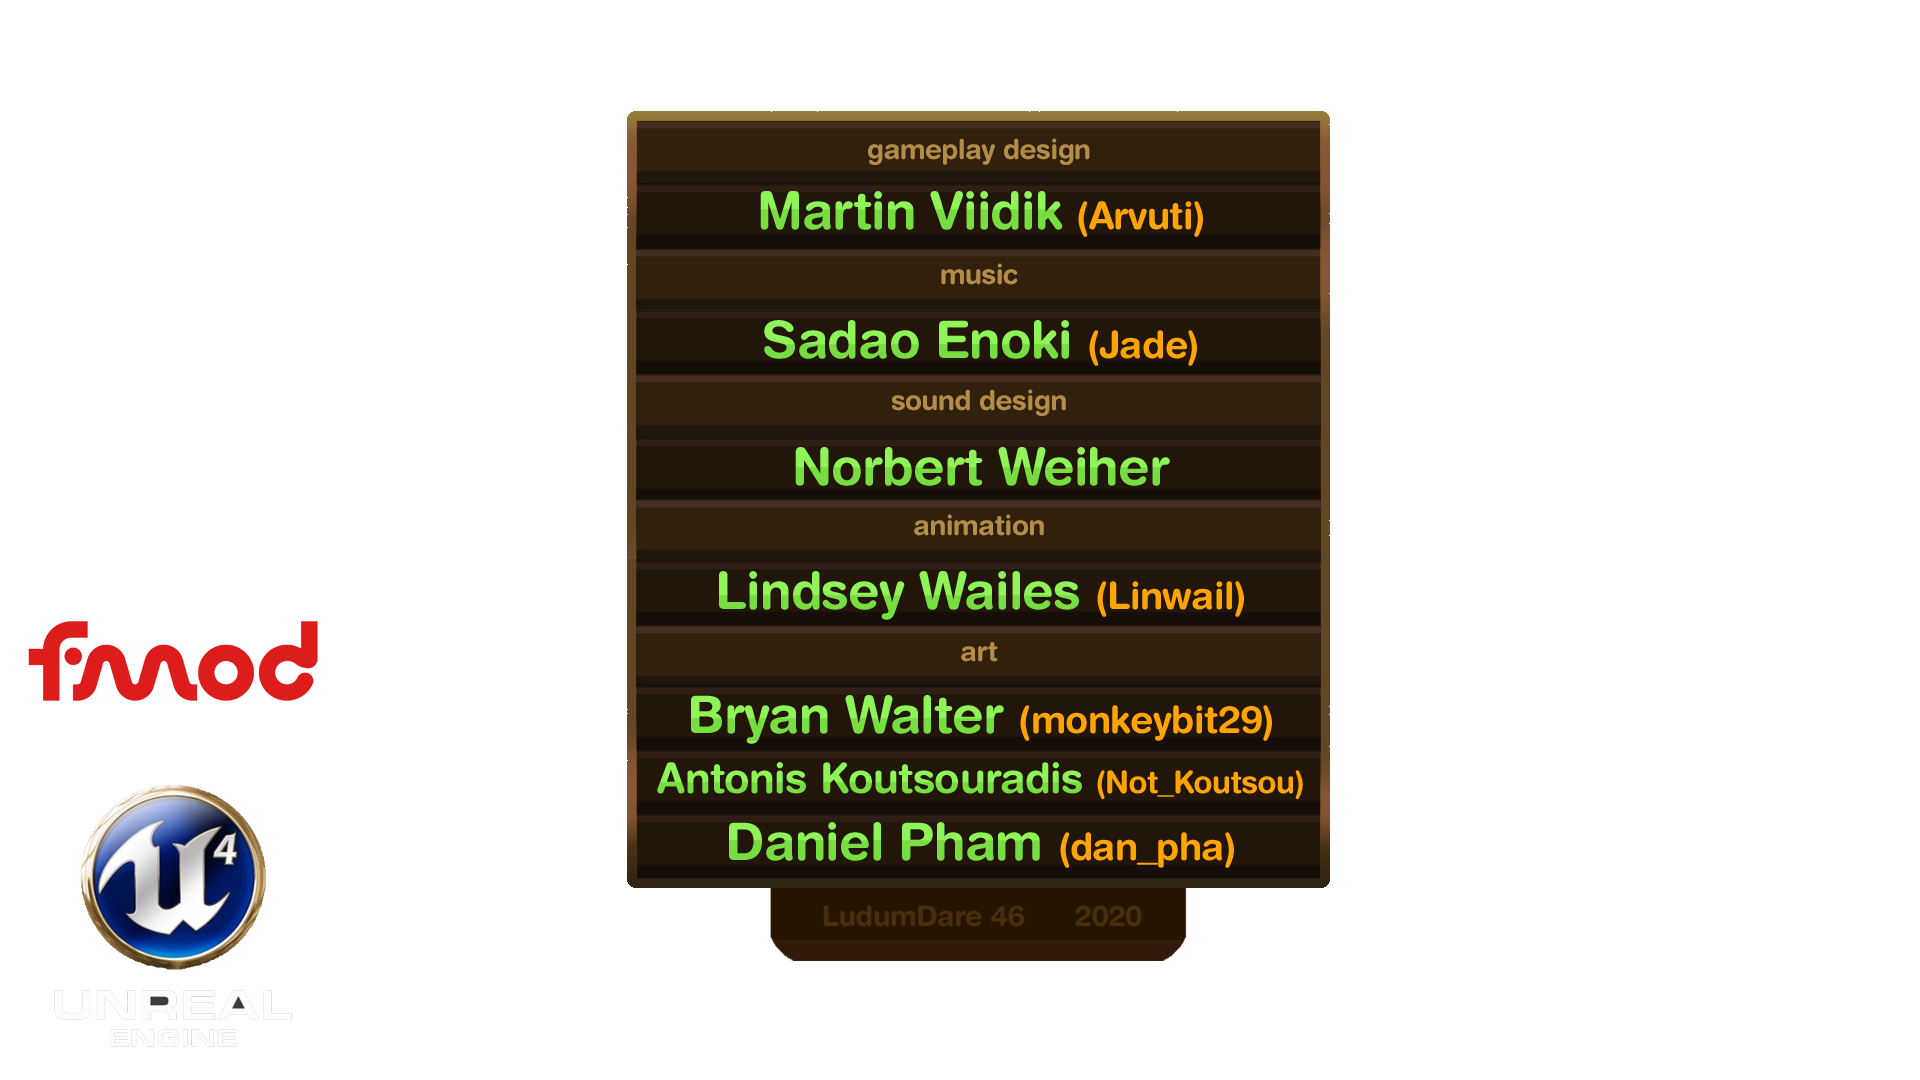 gameplay design
Martin Viidik (Arvuti)
music
Sadao Enoki (Jade)
sound design
Norbert Weiher
animation
Lindsey Wailes (Linwail)
art
Bryan Walter (monkeybit29)
Antonis Koutsouradis (Not_Koutsou)
Daniel Pham (dan_pha)
LudumDare 46 2020
fmod
U4
UNREAL
ENGINE